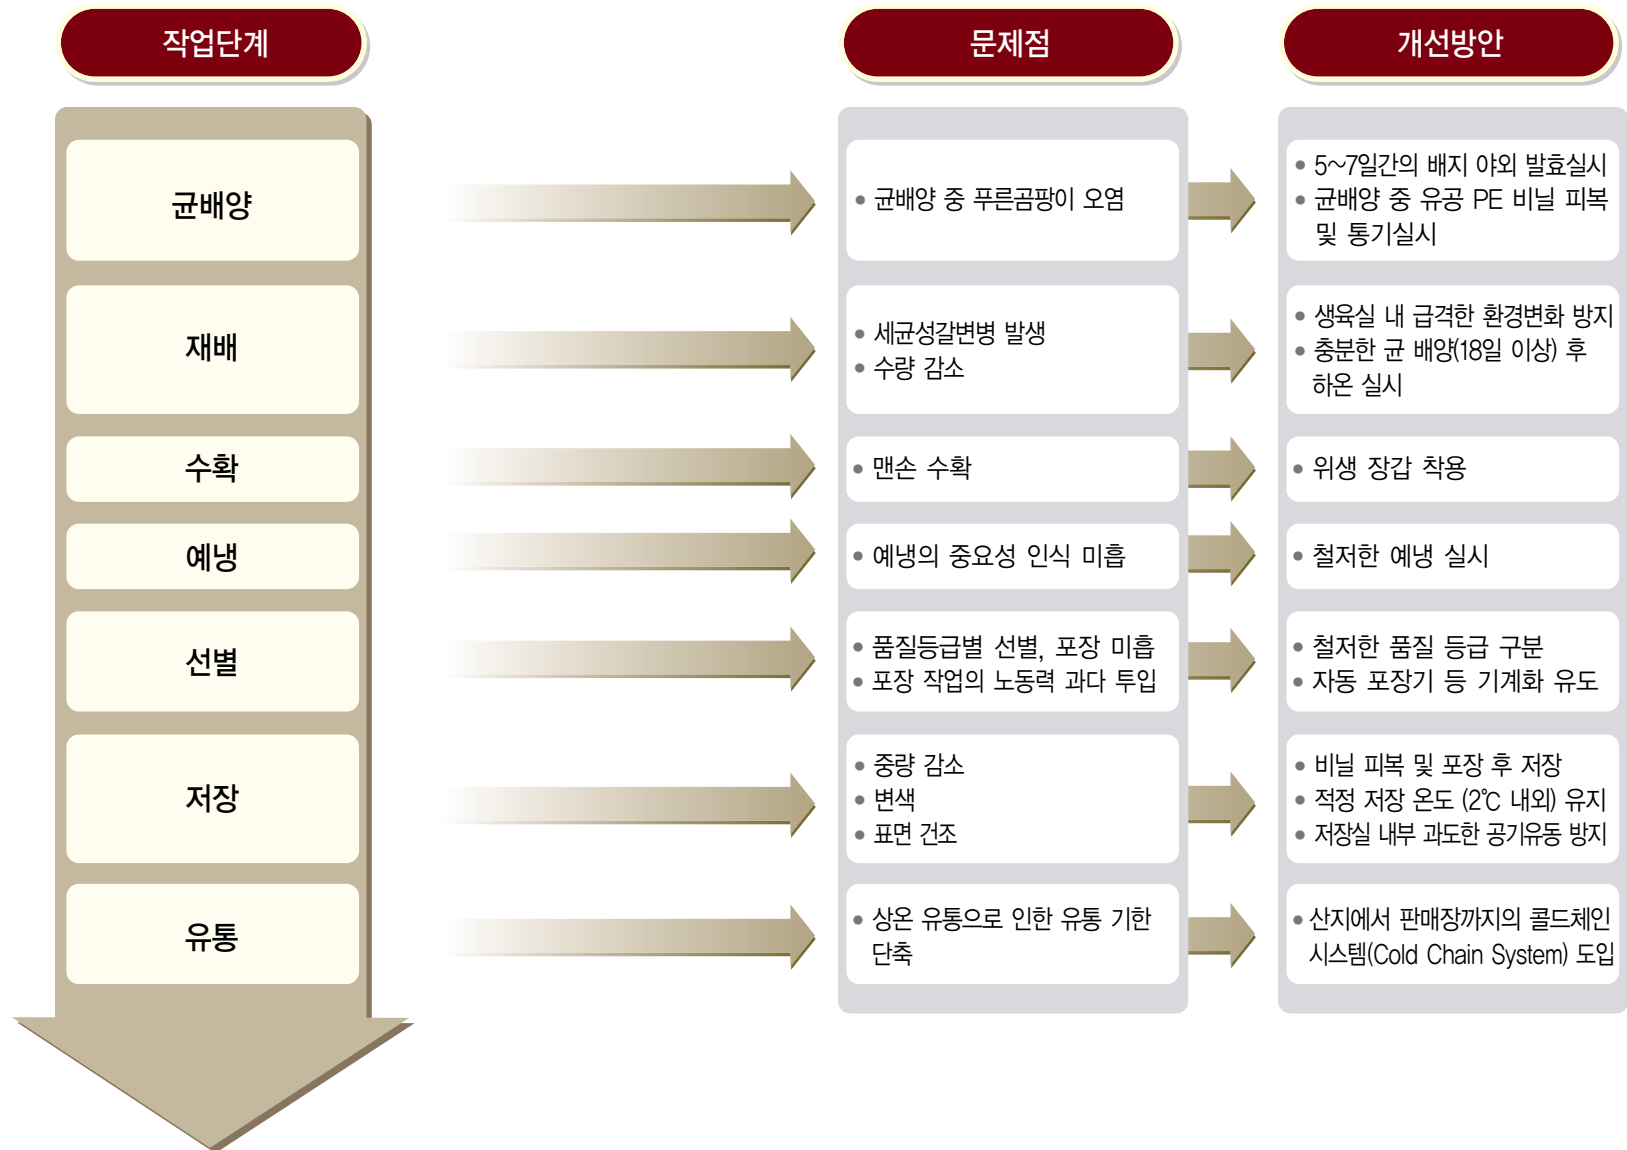 작업단계
문제점
개선방안
균배양
• 균배양 중 푸른곰팡이 오염
• 5~7일간의 배지 야외 발효실시
• 균배양 중 유공 PE 비닐 피복
및 통기실시
재배
• 세균성갈변병 발생
• 수량 감소
• 생육실 내 급격한 환경변화 방지
• 충분한 균 배양(18일 이상) 후
하온 실시
수확
• 맨손 수확
• 위생 장갑 착용
예냉
• 예냉의 중요성 인식 미흡
• 철저한 예냉 실시
선별
• 품질등급별 선별, 포장 미흡
• 포장 작업의 노동력 과다 투입
• 철저한 품질 등급 구분
• 자동 포장기 등 기계화 유도
저장
• 중량 감소
• 변색
• 표면 건조
• 비닐 피복 및 포장 후 저장
• 적정 저장 온도 (2℃ 내외) 유지
• 저장실 내부 과도한 공기유동 방지
유통
• 상온 유통으로 인한 유통 기한
단축
• 산지에서 판매장까지의 콜드체인
시스템(Cold Chain System) 도입